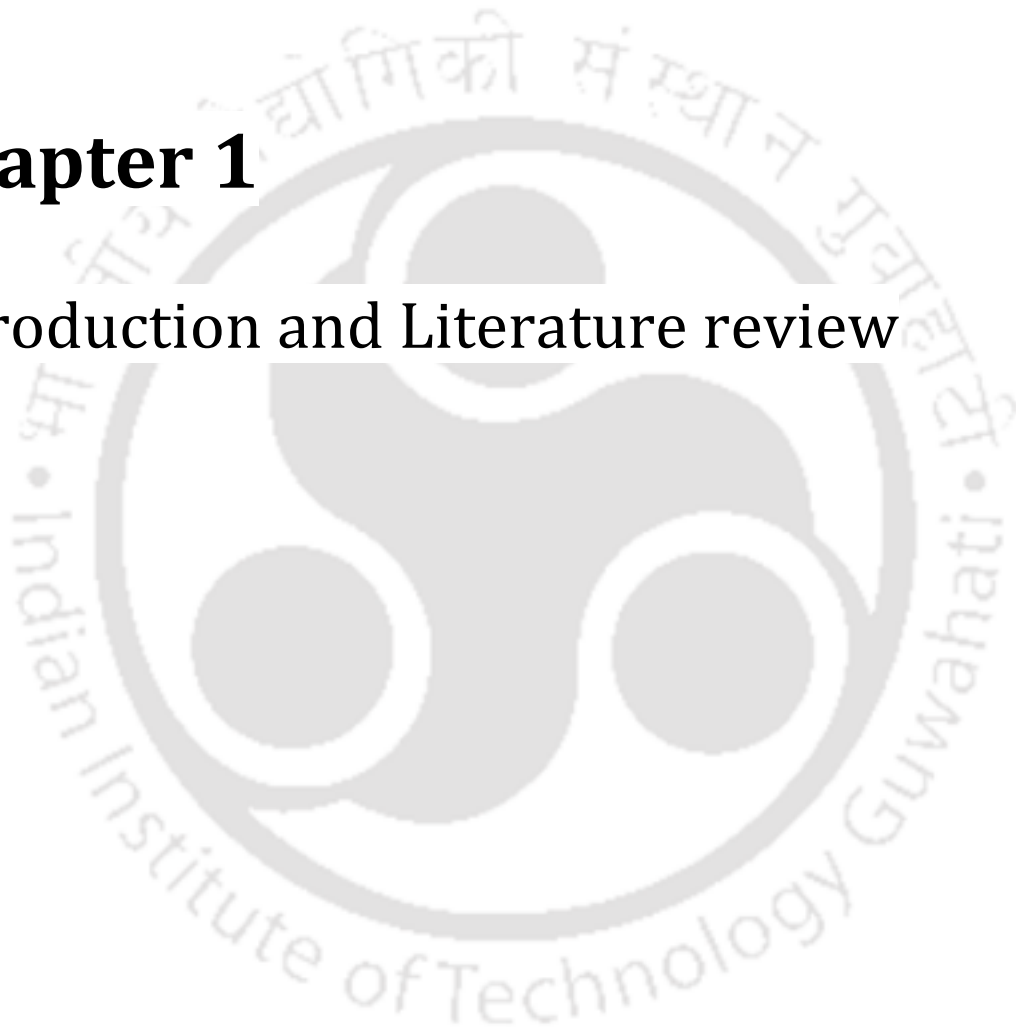 apter 1
roduction and Literature review
द्योगिकी संस्थान गुवाहाटी
• Indian Institute of Technology Guwahati •